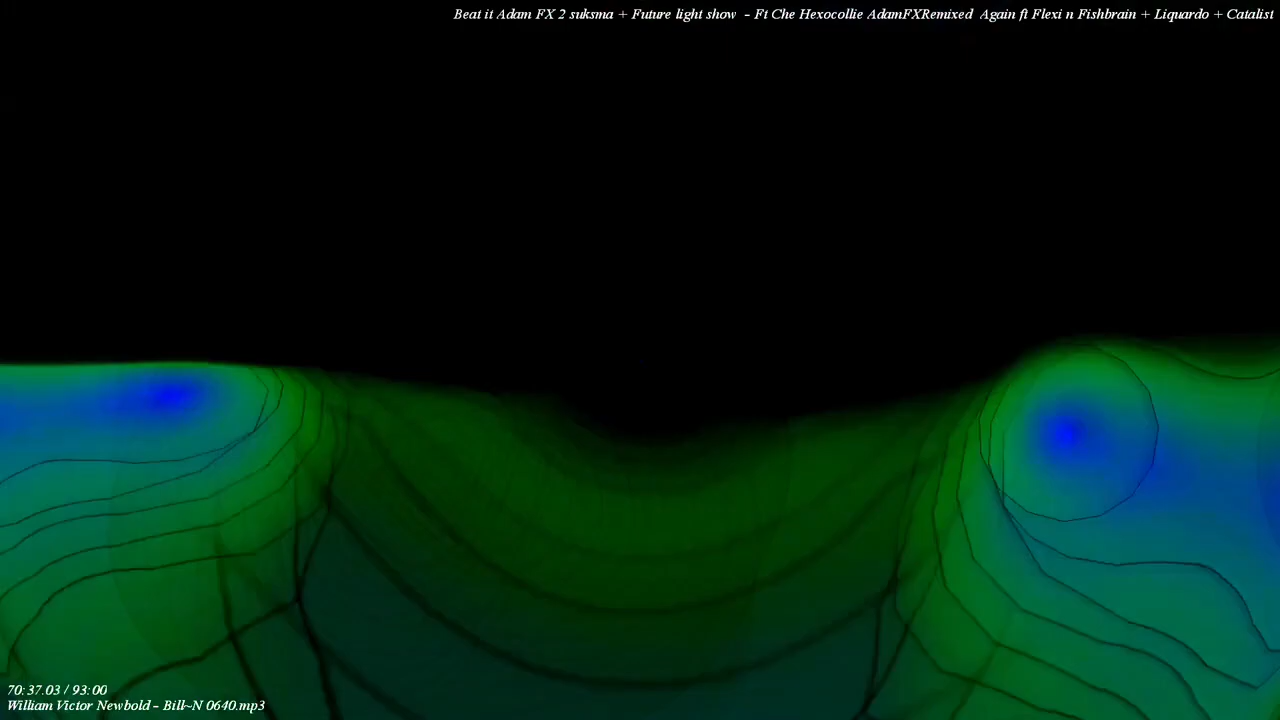 Beat it Adam FX 2 suksma + Future light show  - Ft Che Hexocollie AdamFXRemixed  Again ft Flexi n Fishbrain + Liquardo + Catalist
70:37.03 / 93:00
William Victor Newbold - Bill~N 0640.mp3